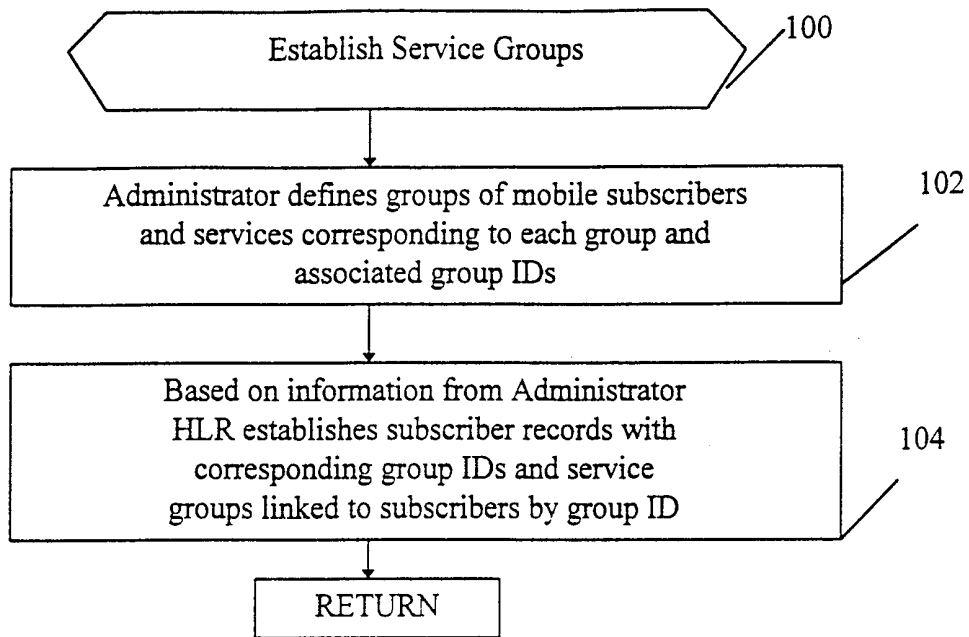 Establish Service Groups
100
Administrator defines groups of mobile subscribers
and services corresponding to each group and
associated group IDs
102
Based on information from Administrator
HLR establishes subscriber records with
corresponding group IDs and service
groups linked to subscribers by group ID
104
RETURN